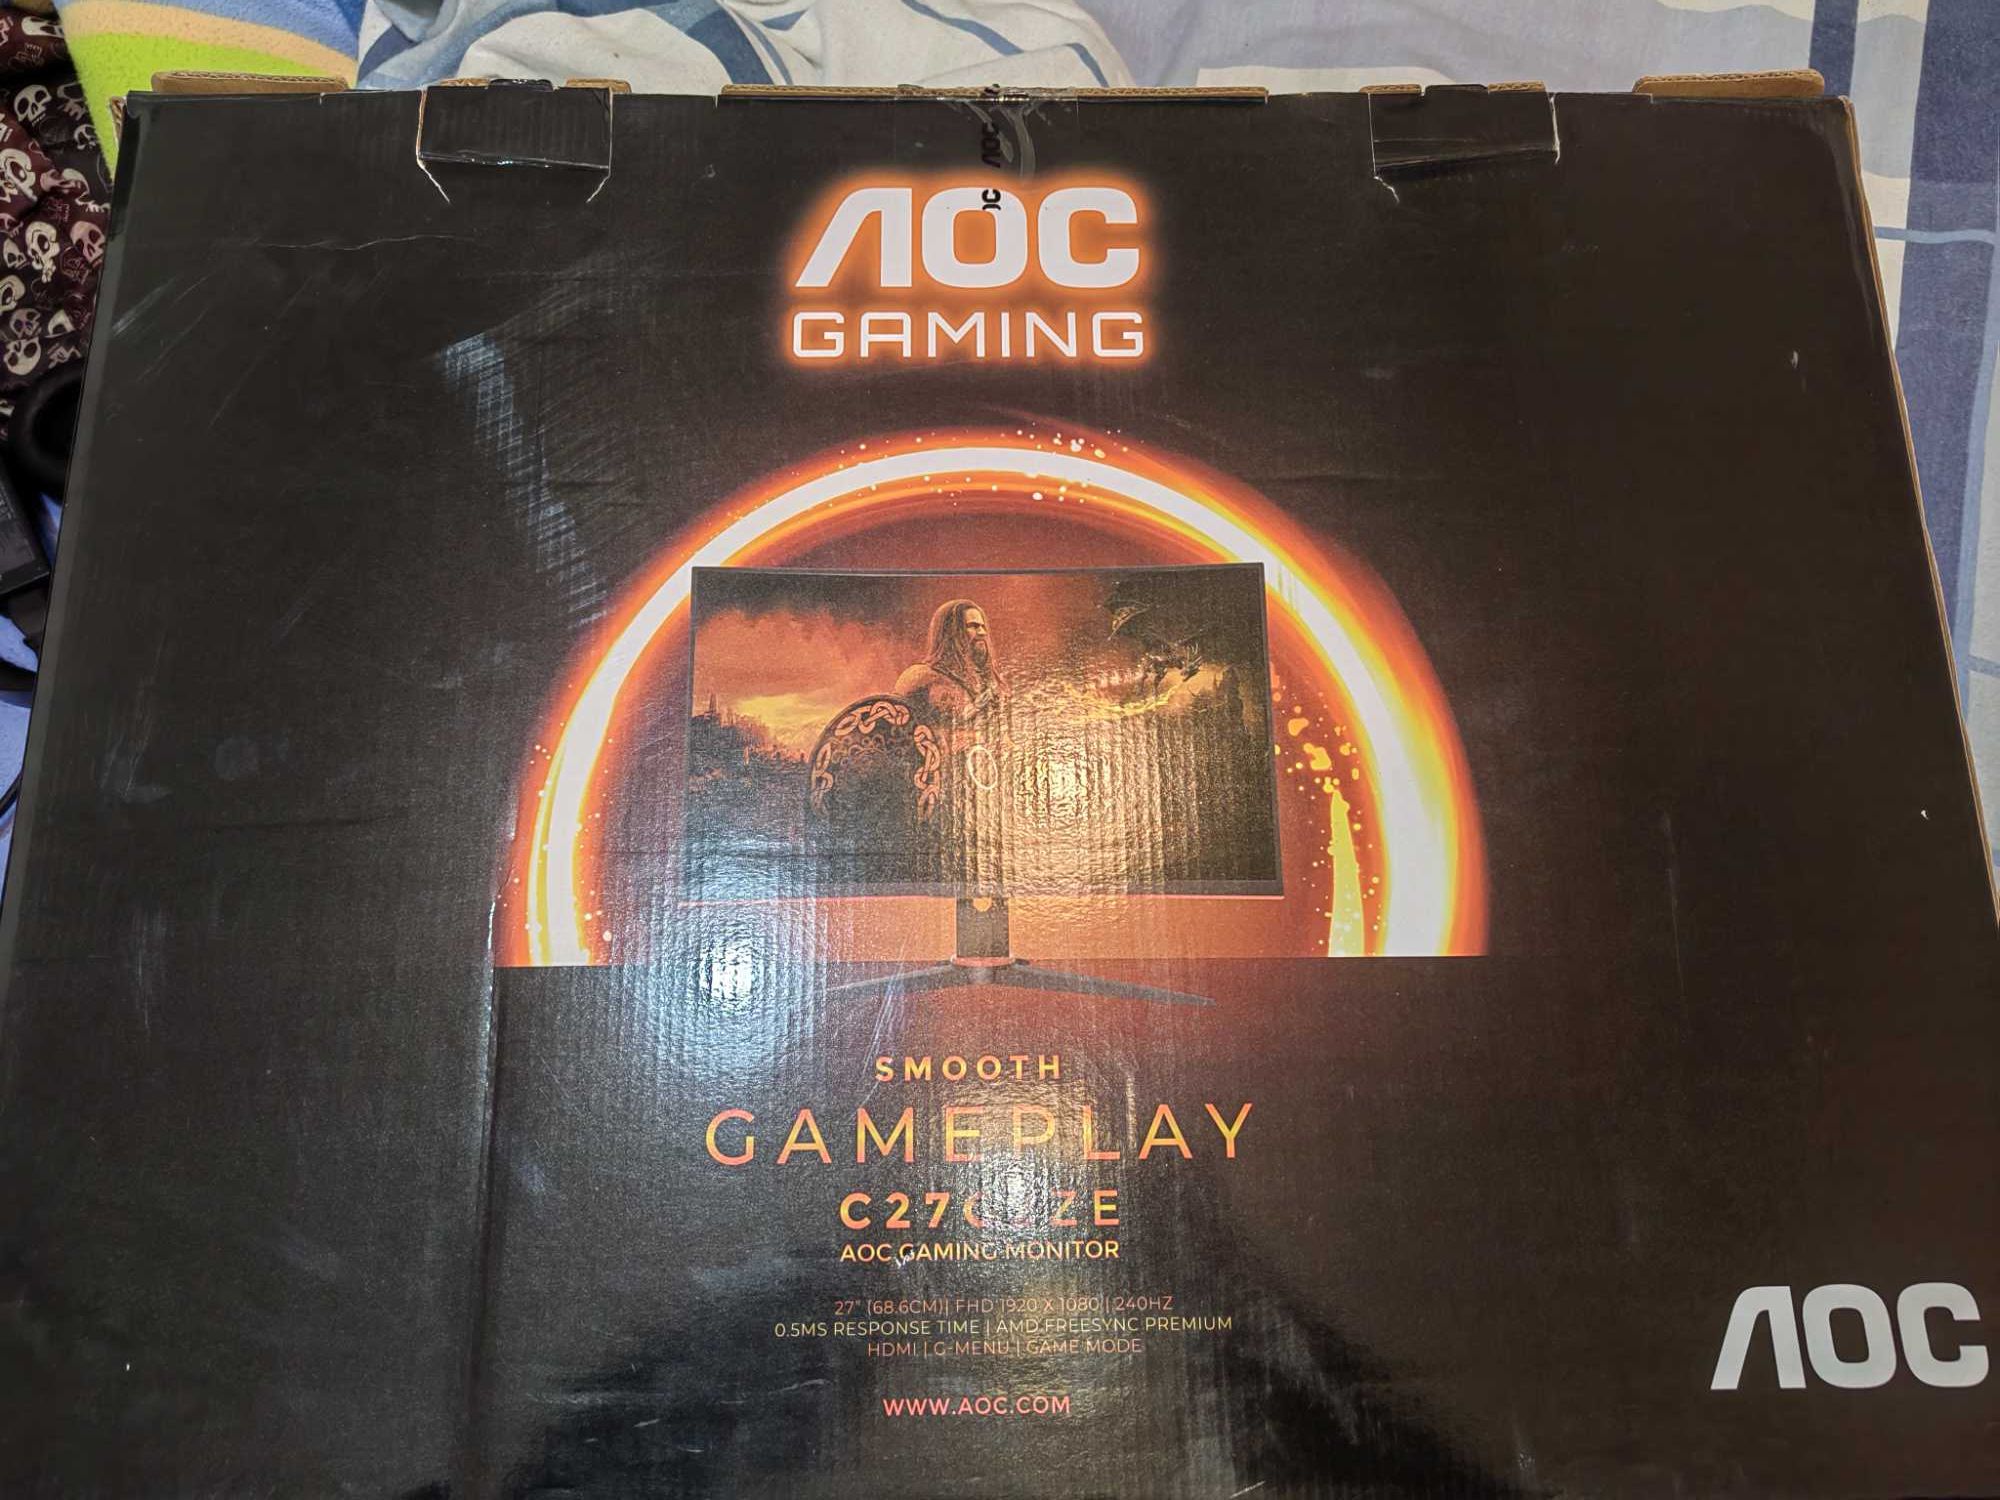 AOC
GAMING
SMOOTH
GAMEPLAY
AOC GAMING MONITOR
27" (68.6CM)| FHD 1920 X 1080 | 240HZ
0.5MS RESPONSE TIME | AMD FREESYNC PREMIUM
HDMI | G-MENU | GAME MODE
WWW.AOC.COM
AOC